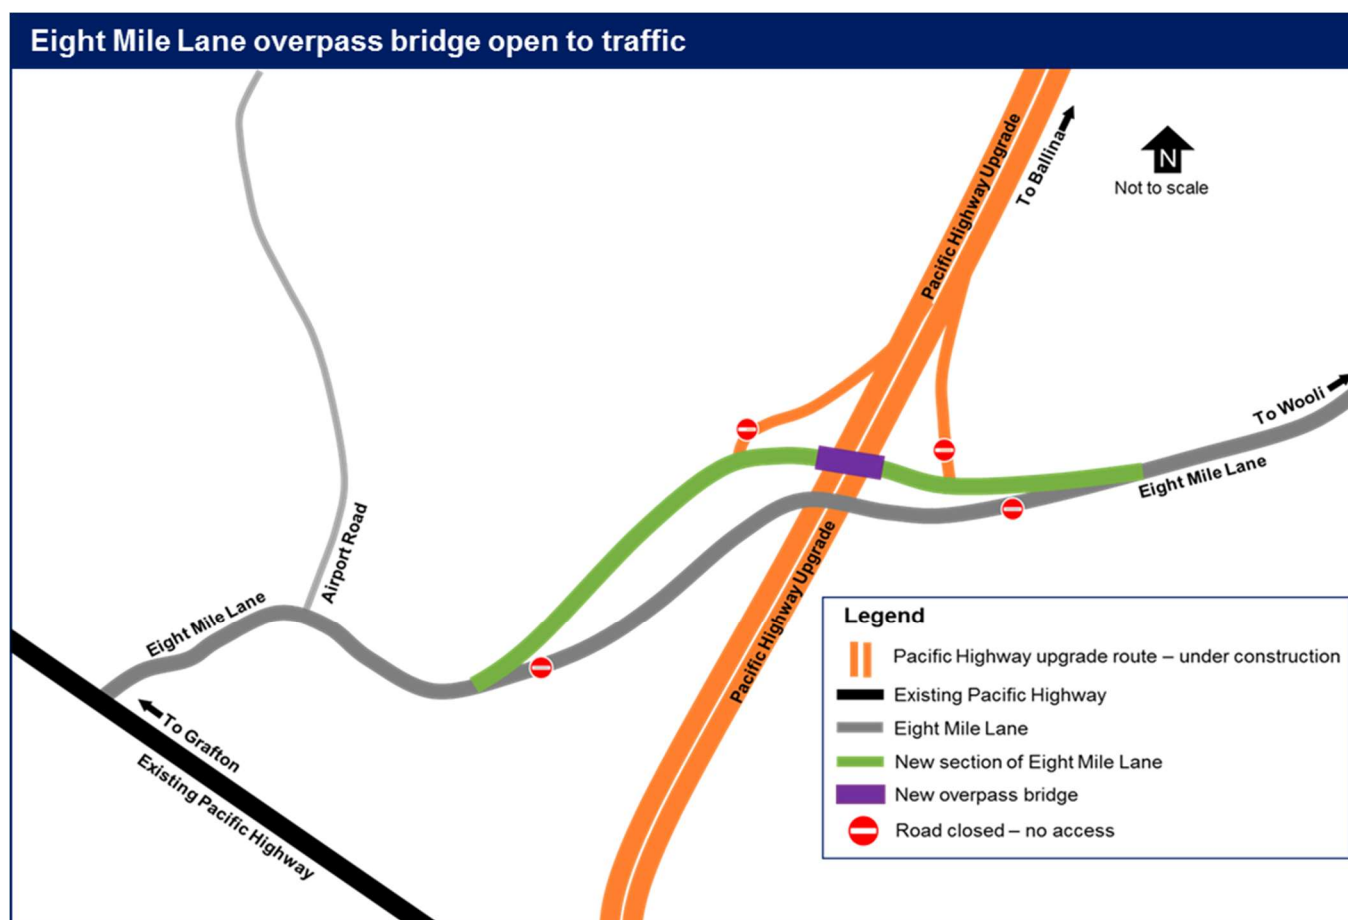 Eight Mile Lane overpass bridge open to traffic
Pacific Highway Upgrade
To Ballina
N
Not to scale
To Wooli
Eight Mile Lane
Airport Road
Eight Mile Lane
Pacific Highway Upgrade
To Grafton
Existing Pacific Highway
Legend
Pacific Highway upgrade route – under construction
Existing Pacific Highway
Eight Mile Lane
New section of Eight Mile Lane
New overpass bridge
Road closed – no access